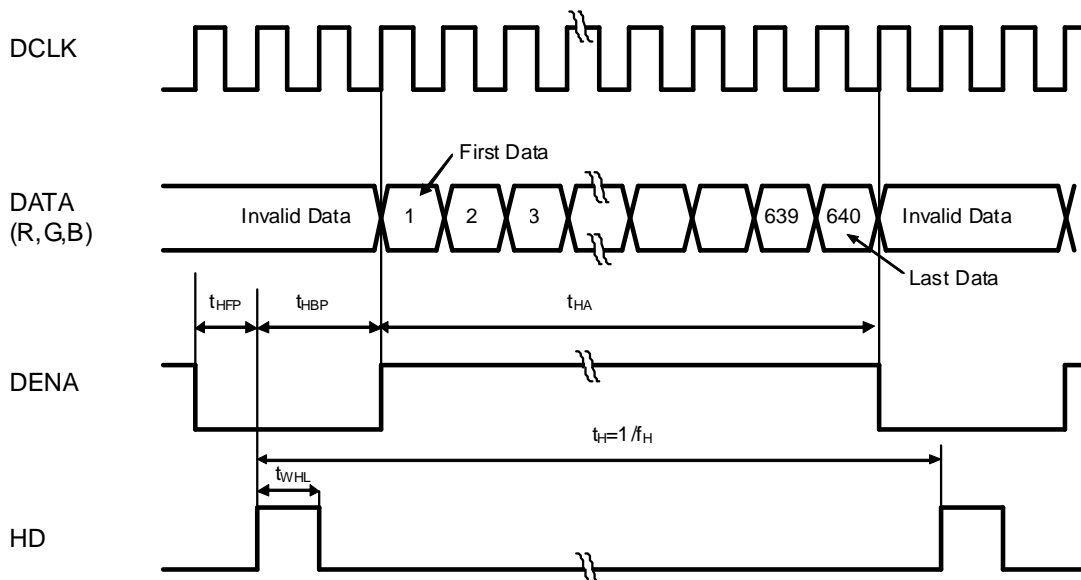 DCLK
First Data
DATA
(R, G,B)
Invalid Data 1 2 3 639 640 Invalid Data
Last Data
tHFP tHBP tHA
DENA
tH=1/fH
tWHL
HD